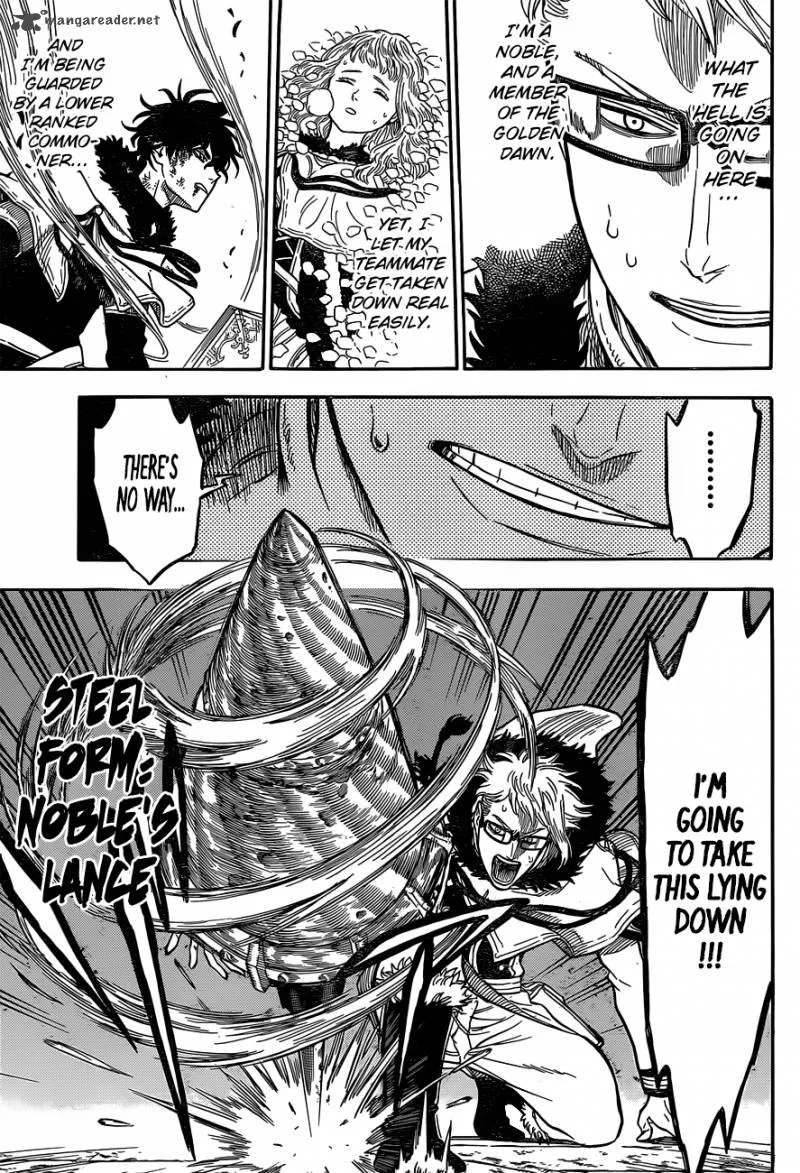 mangareader.net
WHAT
THE
HELL IS
GOING
ON
HERE
...
I'M A
NOBLE,
AND A
MEMBER
OF THE
GOLDEN
DAWN.
YET, I
LET MY
TEAMMATE
GET TAKEN
DOWN REAL
EASILY.
AND
I'M BEING
GUARDED
BY A LOWER
RANKED
COMMO-
NER...
......
THERE'S
NO WAY...
I'M
GOING
TO TAKE
THIS LYING
DOWN
!!!
STEEL
FORM:
NOBLE'S
LANCE